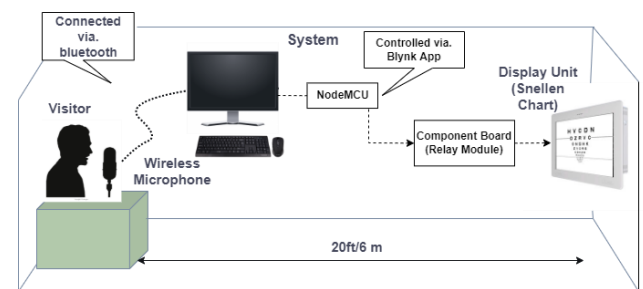 Connected
via.
bluetooth
System
Controlled via.
Blynk App
Visitor
NodeMCU
Display Unit
(Snellen
Chart)
Component Board
(Relay Module)
Wireless
Microphone
20ft/6 m